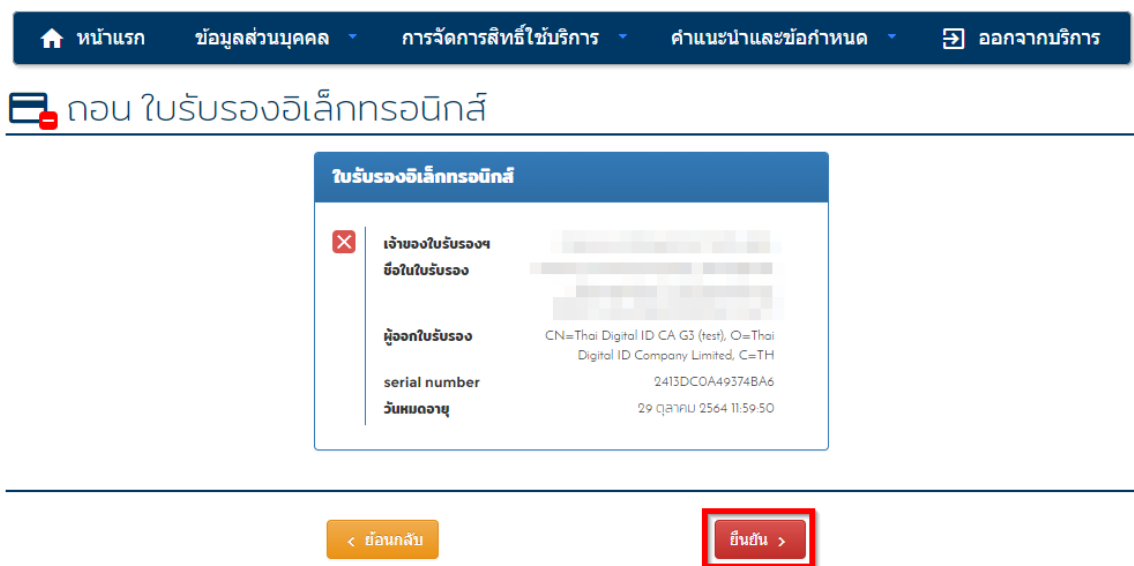 หน้าแรก ข้อมูลส่วนบุคคล การจัดการสิทธิ์ใช้บริการ คำแนะนำและข้อกำหนด ออกจากบริการ
ถอน ใบรับรองอิเล็กทรอนิกส์
ใบรับรองอิเล็กทรอนิกส์
เจ้าของใบรับรองฯ
ชื่อในใบรับรอง
ผู้ออกใบรับรอง CN=Thai Digital ID CA G3 (test), O=Thai
Digital ID Company Limited, C=TH
serial number 2413DC0A49374BA6
วันหมดอายุ 29 ตุลาคม 2564 11:59:50
< ย้อนกลับ ยืนยัน >